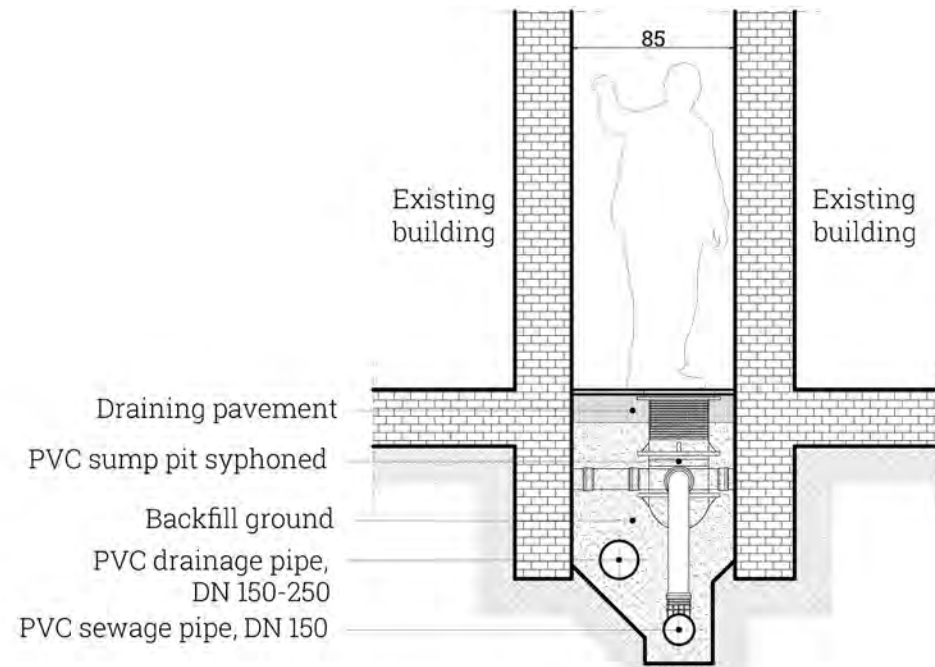 85
Existing
building
Existing
building
Draining pavement
PVC sump pit syphoned
Backfill ground
PVC drainage pipe,
DN 150-250
PVC sewage pipe, DN 150